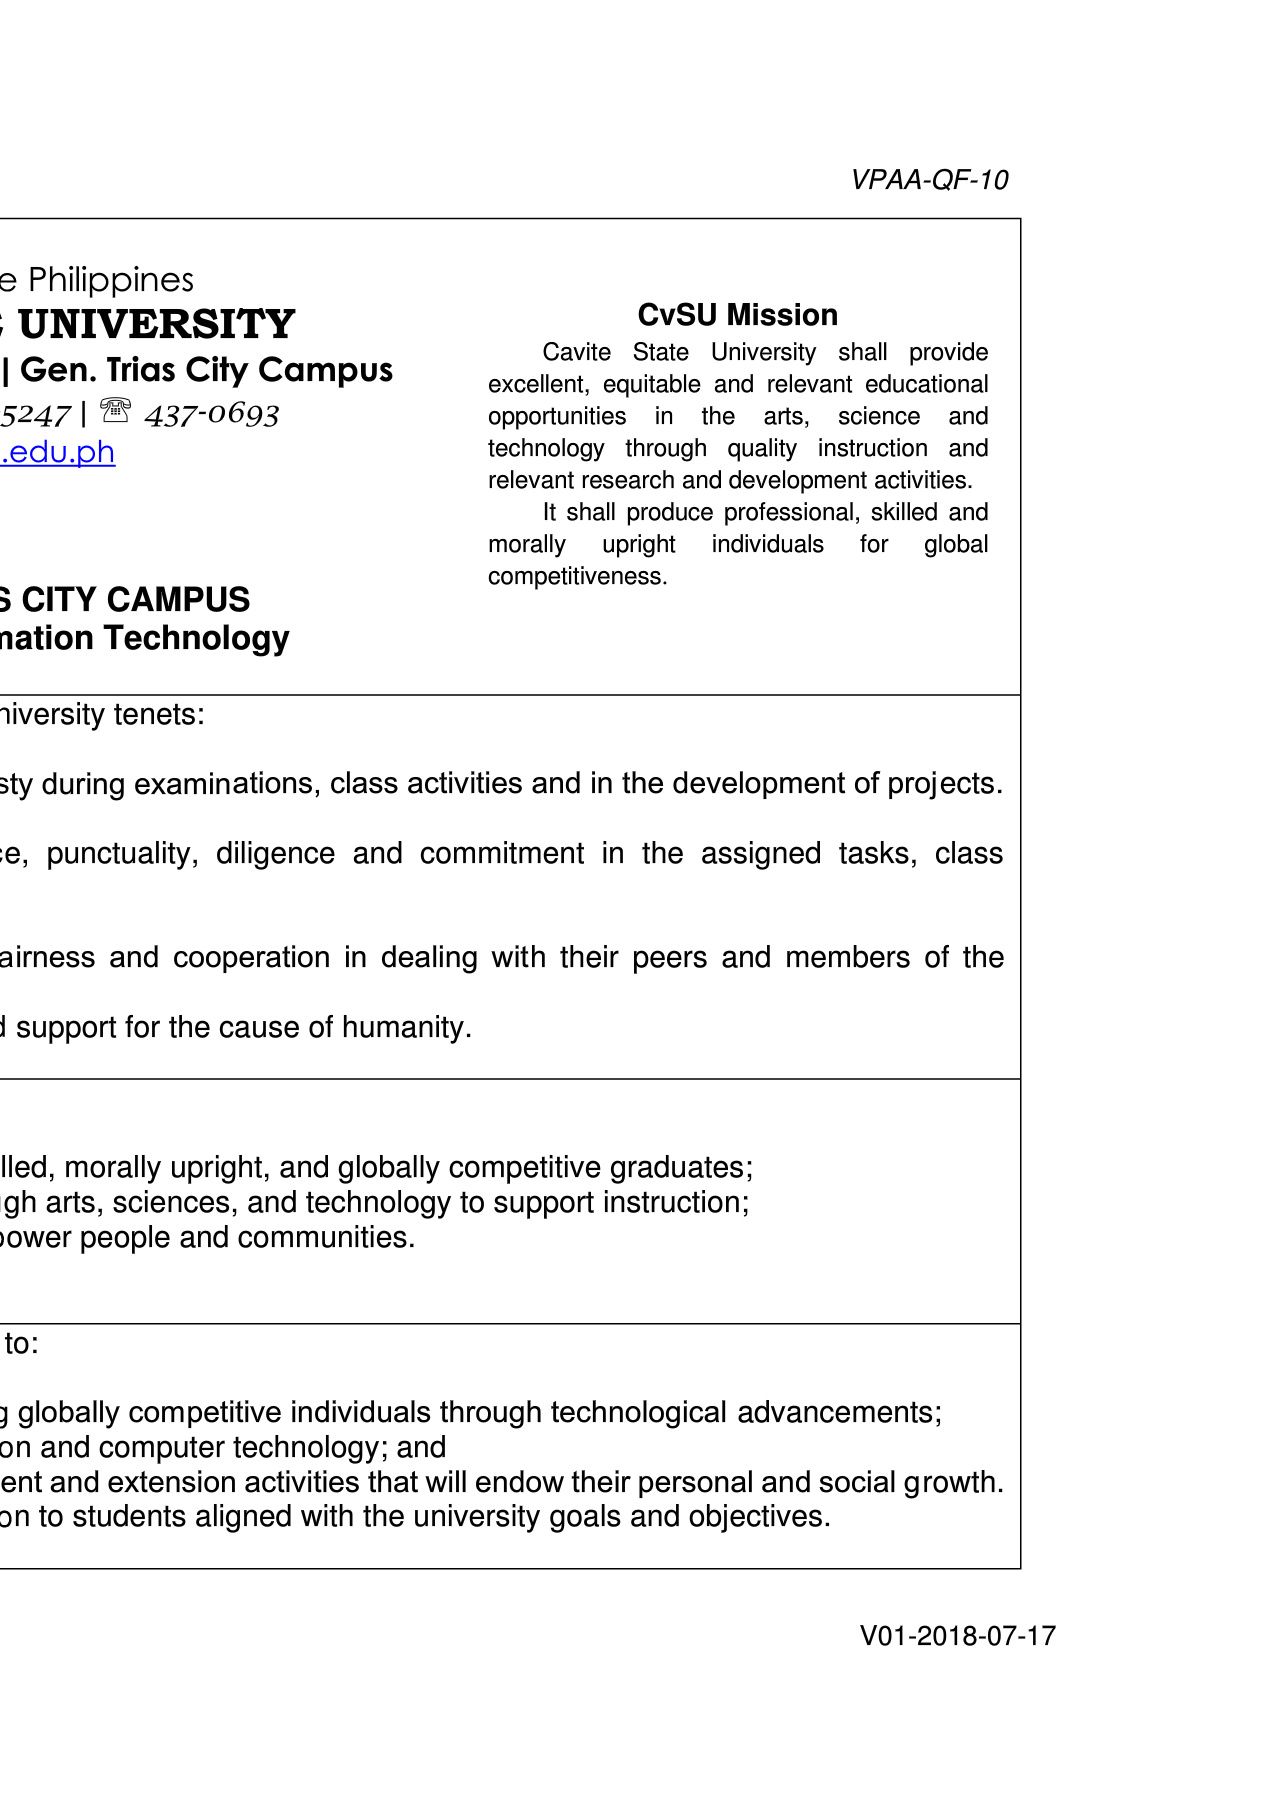 VPAA-QF-10
e Philippines
UNIVERSITY
| Gen. Trias City Campus
5247 | ☏ 437-0693
.edu.ph
S CITY CAMPUS
mation Technology
CvSU Mission
Cavite State University shall provide
excellent, equitable and relevant educational
opportunities in the arts, science and
technology through quality instruction and
relevant research and development activities.
It shall produce professional, skilled and
morally upright individuals for global
competitiveness.
niversity tenets:
sty during examinations, class activities and in the development of projects.
ce, punctuality, diligence and commitment in the assigned tasks, class
airness and cooperation in dealing with their peers and members of the
d support for the cause of humanity.
lled, morally upright, and globally competitive graduates;
ugh arts, sciences, and technology to support instruction;
power people and communities.
to:
g globally competitive individuals through technological advancements;
on and computer technology; and
ent and extension activities that will endow their personal and social growth.
on to students aligned with the university goals and objectives.
V01-2018-07-17